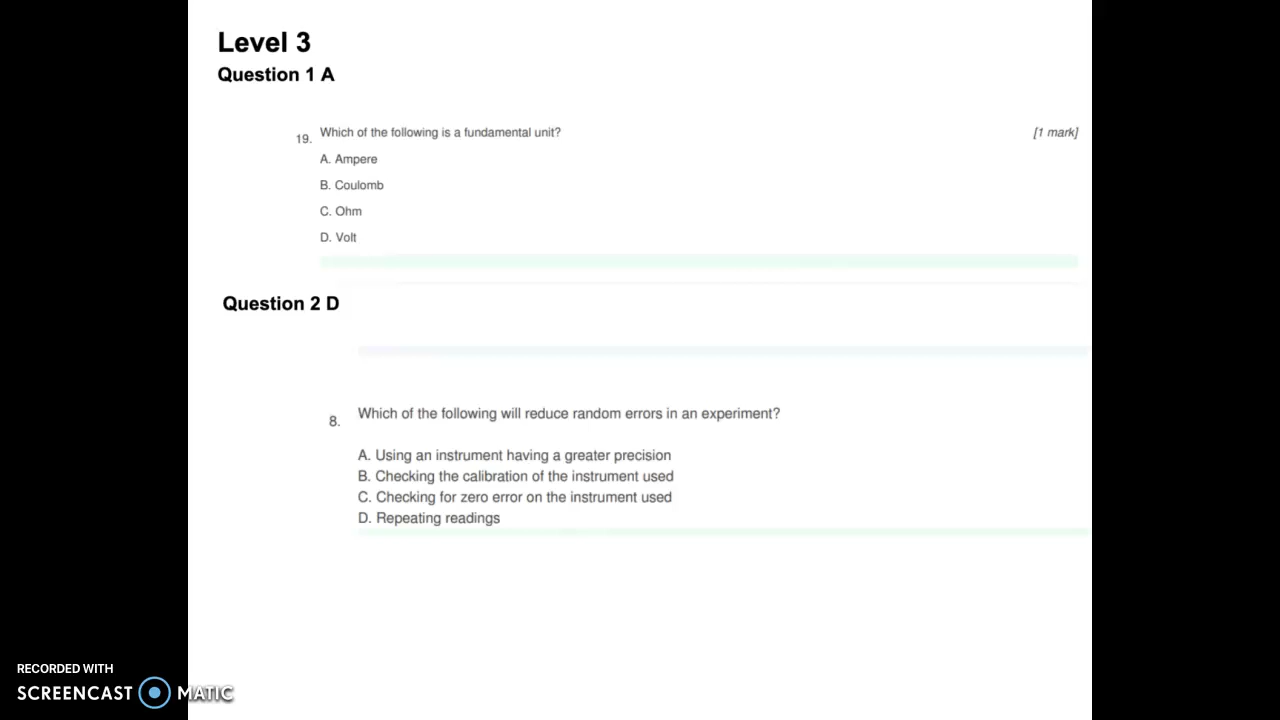 Level 3
Question 1 A
19. Which of the following is a fundamental unit? [1 mark]
A. Ampere
B. Coulomb
C. Ohm
D. Volt
Question 2 D
8. Which of the following will reduce random errors in an experiment?
A. Using an instrument having a greater precision
B. Checking the calibration of the instrument used
C. Checking for zero error on the instrument used
D. Repeating readings
RECORDED WITH
SCREENCAST MATIC